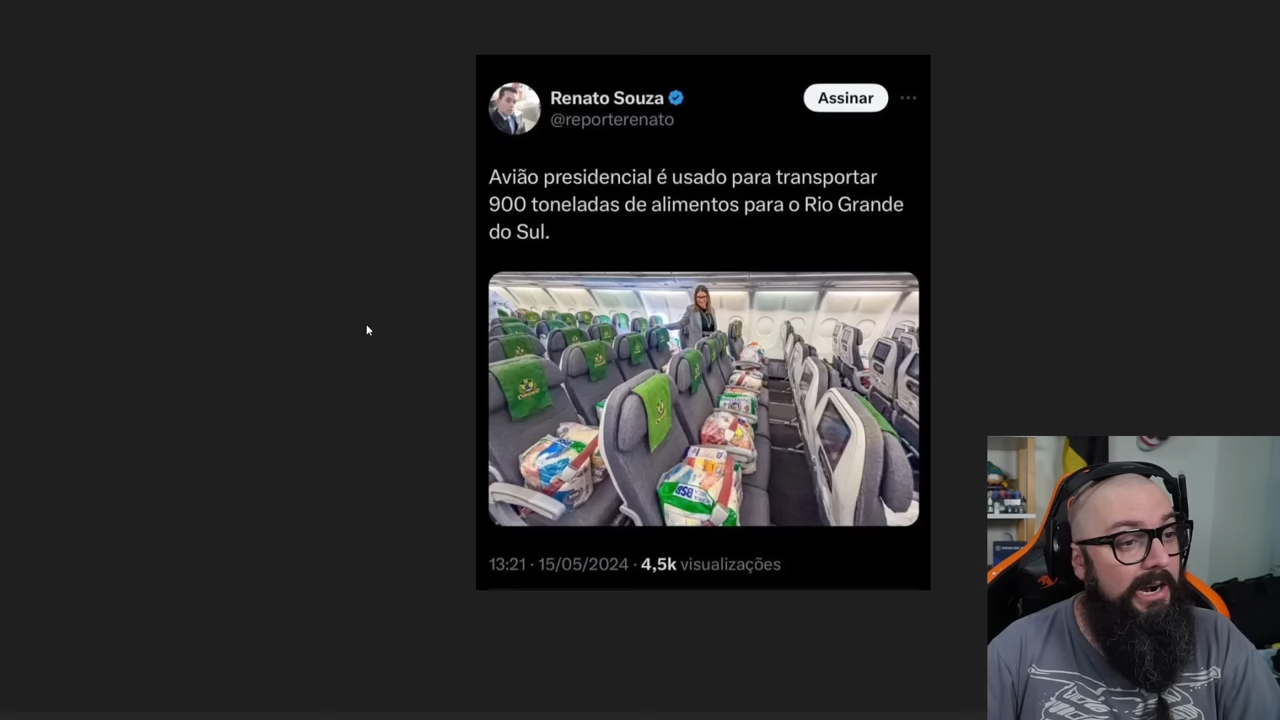 Renato Souza
Assinar
@reporterenato
Avião presidencial é usado para transportar
900 toneladas de alimentos para o Rio Grande
do Sul.
13:21 · 15/05/2024 · 4,5k visualizações